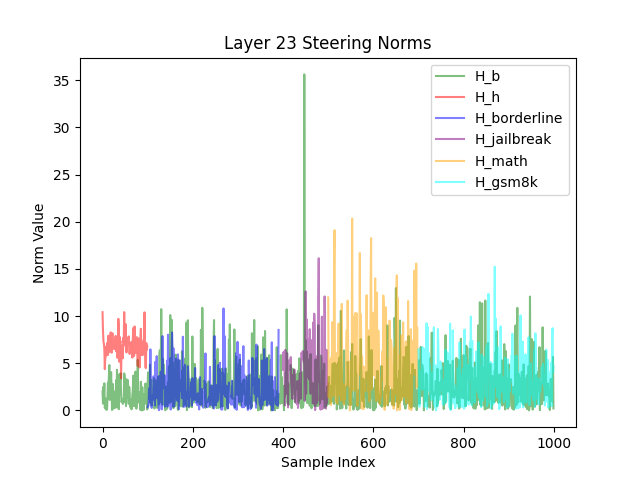 Layer 23 Steering Norms
Norm Value
35
30
25
20
15
10
5
0
H_b
H_h
H_borderline
H_jailbreak
H_math
H_gsm8k
0 200 400 600 800 1000
Sample Index